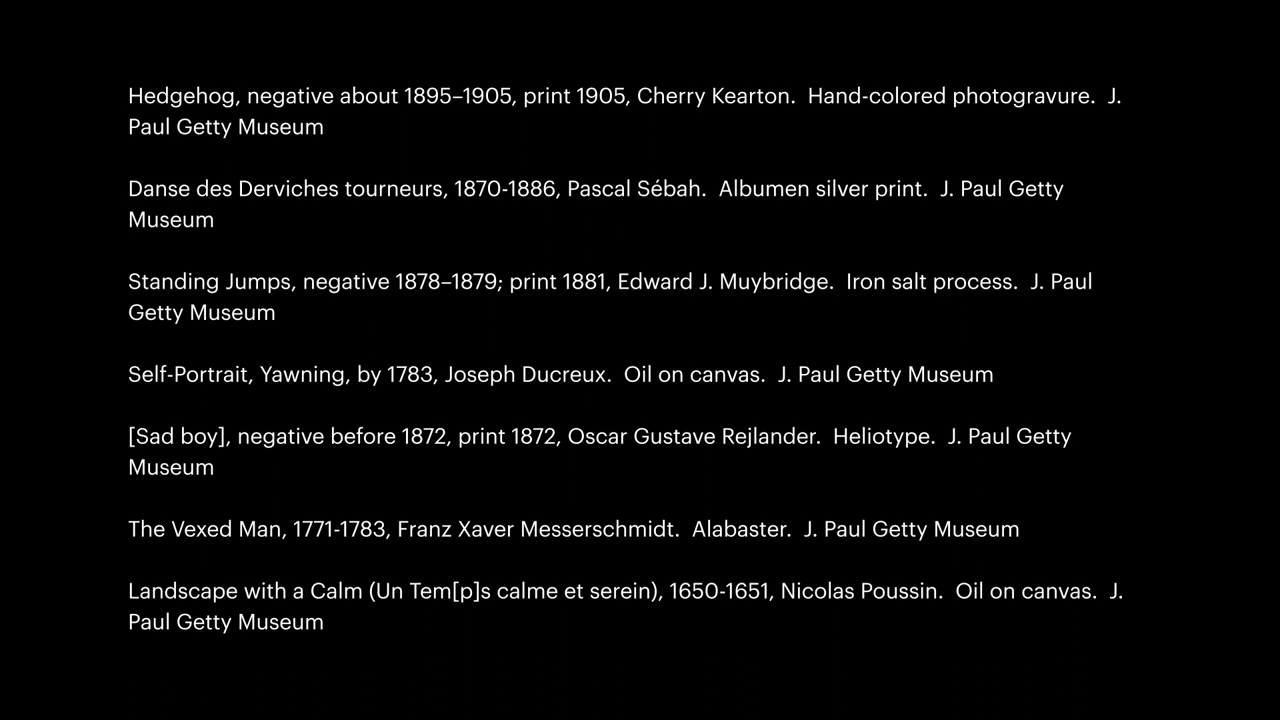 Hedgehog, negative about 1895–1905, print 1905, Cherry Kearton.  Hand-colored photogravure.  J.
Paul Getty Museum
Danse des Derviches tourneurs, 1870-1886, Pascal Sébah.  Albumen silver print.  J. Paul Getty
Museum
Standing Jumps, negative 1878–1879; print 1881, Edward J. Muybridge.  Iron salt process.  J. Paul
Getty Museum
Self-Portrait, Yawning, by 1783, Joseph Ducreux.  Oil on canvas.  J. Paul Getty Museum
[Sad boy], negative before 1872, print 1872, Oscar Gustave Rejlander.  Heliotype.  J. Paul Getty
Museum
The Vexed Man, 1771-1783, Franz Xaver Messerschmidt.  Alabaster.  J. Paul Getty Museum
Landscape with a Calm (Un Tem[p]s calme et serein), 1650-1651, Nicolas Poussin.  Oil on canvas.  J.
Paul Getty Museum